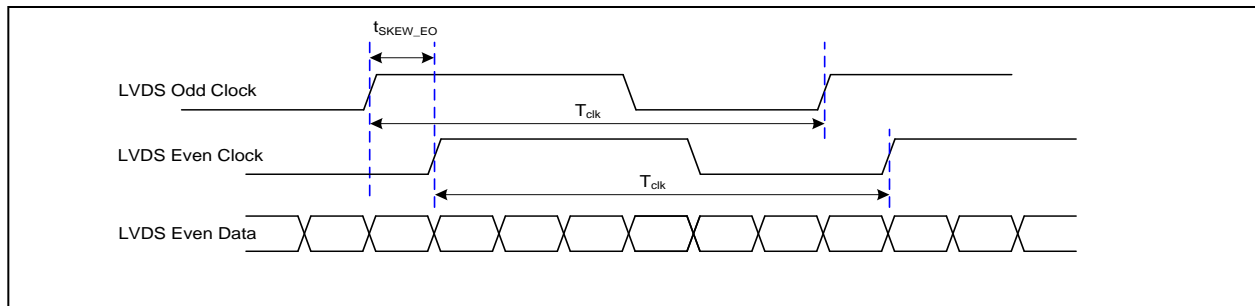 tSKEW_EO
LVDS Odd Clock
Tclk
LVDS Even Clock
Tclk
LVDS Even Data